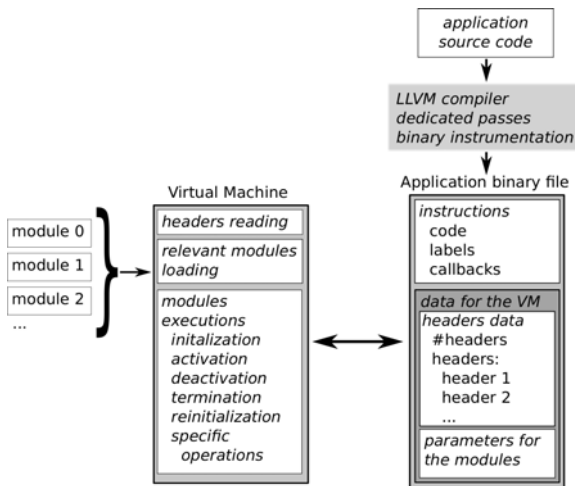 application
source code
LLVM compiler
dedicated passes
binary instrumentation
Application binary file
instructions
code
labels
callbacks
data for the VM
headers data
#headers
headers:
header 1
header 2
...
parameters for
the modules
Virtual Machine
headers reading
relevant modules
loading
modules
executions
initalization
activation
deactivation
termination
reinitialization
specific
operations
module 0
module 1
module 2
...